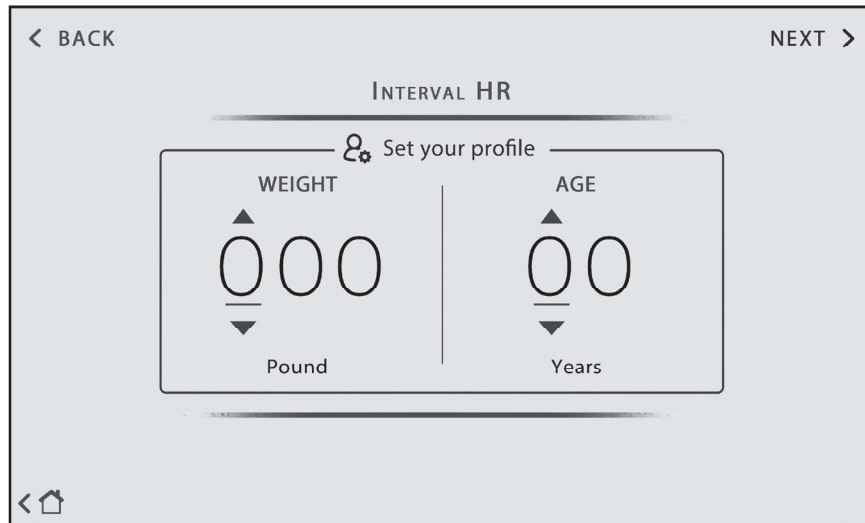 BACK NEXT
INTERVAL HR
Set your profile
WEIGHT AGE
000 00
Pound Years